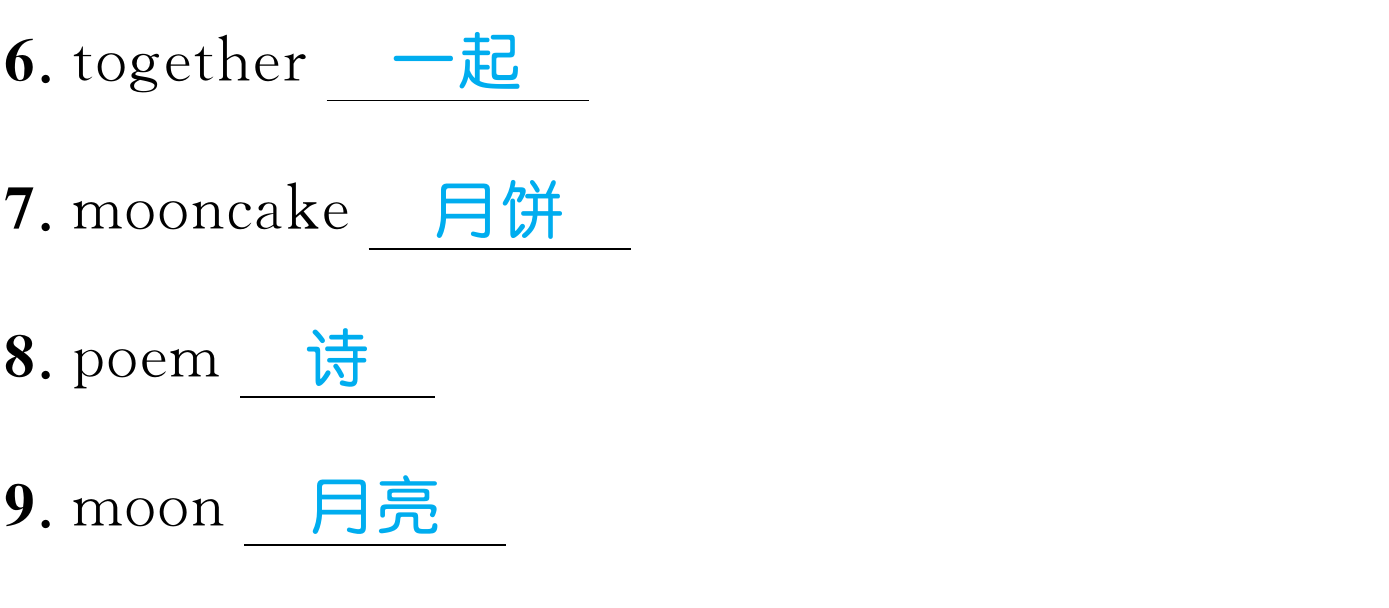 6. together 一起
7. mooncake 月饼
8. poem 诗
9. moon 月亮